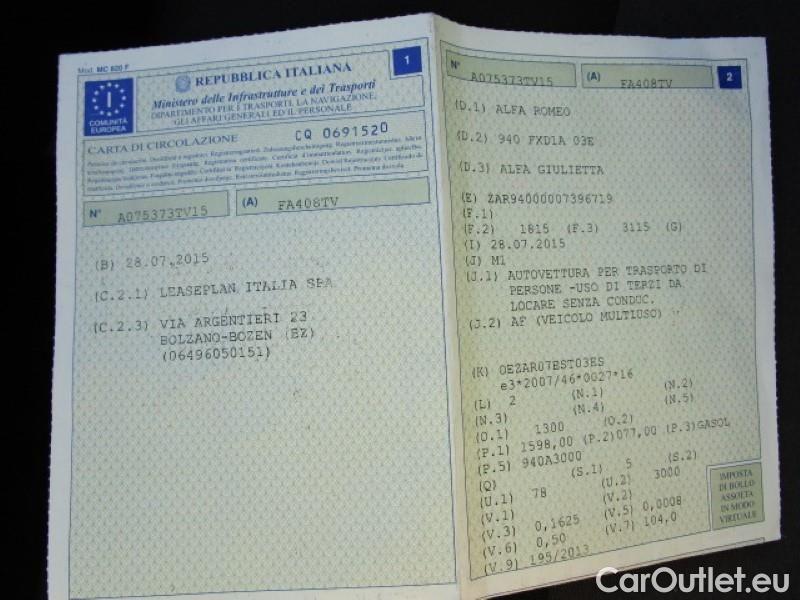 Mod. MC 820 F
1
REPUBBLICA ITALIANA
Ministero delle Infrastrutture e dei Trasporti
DIPARTIMENTO PER I TRASPORTI, LA NAVIGAZIONE,
GLI AFFARI GENERALI ED IL PERSONALE
I
COMUNITÀ
EUROPEA
CARTA DI CIRCOLAZIONE
CQ 0691520
N° A075373TV15 (A) FA408TV
(B) 28.07.2015
(C.2.1) LEASEPLAN ITALIA SPA
(C.2.3) VIA ARGENTIERI 23
BOLZANO-BOZEN (BZ)
(06496050151)
N° A075373TV15 (A) FA408TV 2
(D.1) ALFA ROMEO
(D.2) 940 FXD1A 03E
(D.3) ALFA GIULIETTA
(E) ZAR94000007396719
(F.1)
(F.2) 1815 (F.3) 3115 (G)
(I) 28.07.2015
(J) M1
(J.1) AUTOVETTURA PER TRASPORTO DI
PERSONE -USO DI TERZI DA
LOCARE SENZA CONDUC.
(J.2) AF (VEICOLO MULTIUSO)
(K) OEZAR07EST03ES
e3*2007/46*0027*16
(L) 2 (N.1) (N.2)
(N.3) (N.4) (N.5)
(O.1) 1300 (O.2)
(P.1) 1598,00 (P.2)077,00 (P.3)GASOL
(P.5) 940A3000
(Q) (S.1) 5 (S.2)
(U.1) 78 (U.2) 3000
(V.1) (V.2)
(V.3) 0,1625 (V.5) 0,0008
(V.6) 0,50 (V.7) 104,0
(V.9) 195/2013
IMPOSTA
DI BOLLO
ASSOLTA
IN MODO
VIRTUALE
CarOutlet.eu